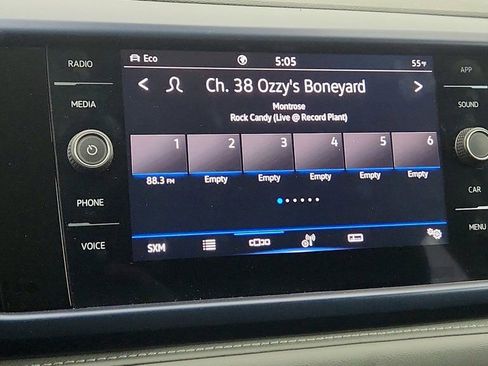 RADIO
MEDIA
PHONE
VOICE
Eco
5:05
55°F
< Ch. 38 Ozzy's Boneyard >
Montrose
Rock Candy (Live @ Record Plant)
1 2 3 4 5 6
88.3 FM Empty Empty Empty Empty Empty
SXM
APP
SOUND
CAR
MENU